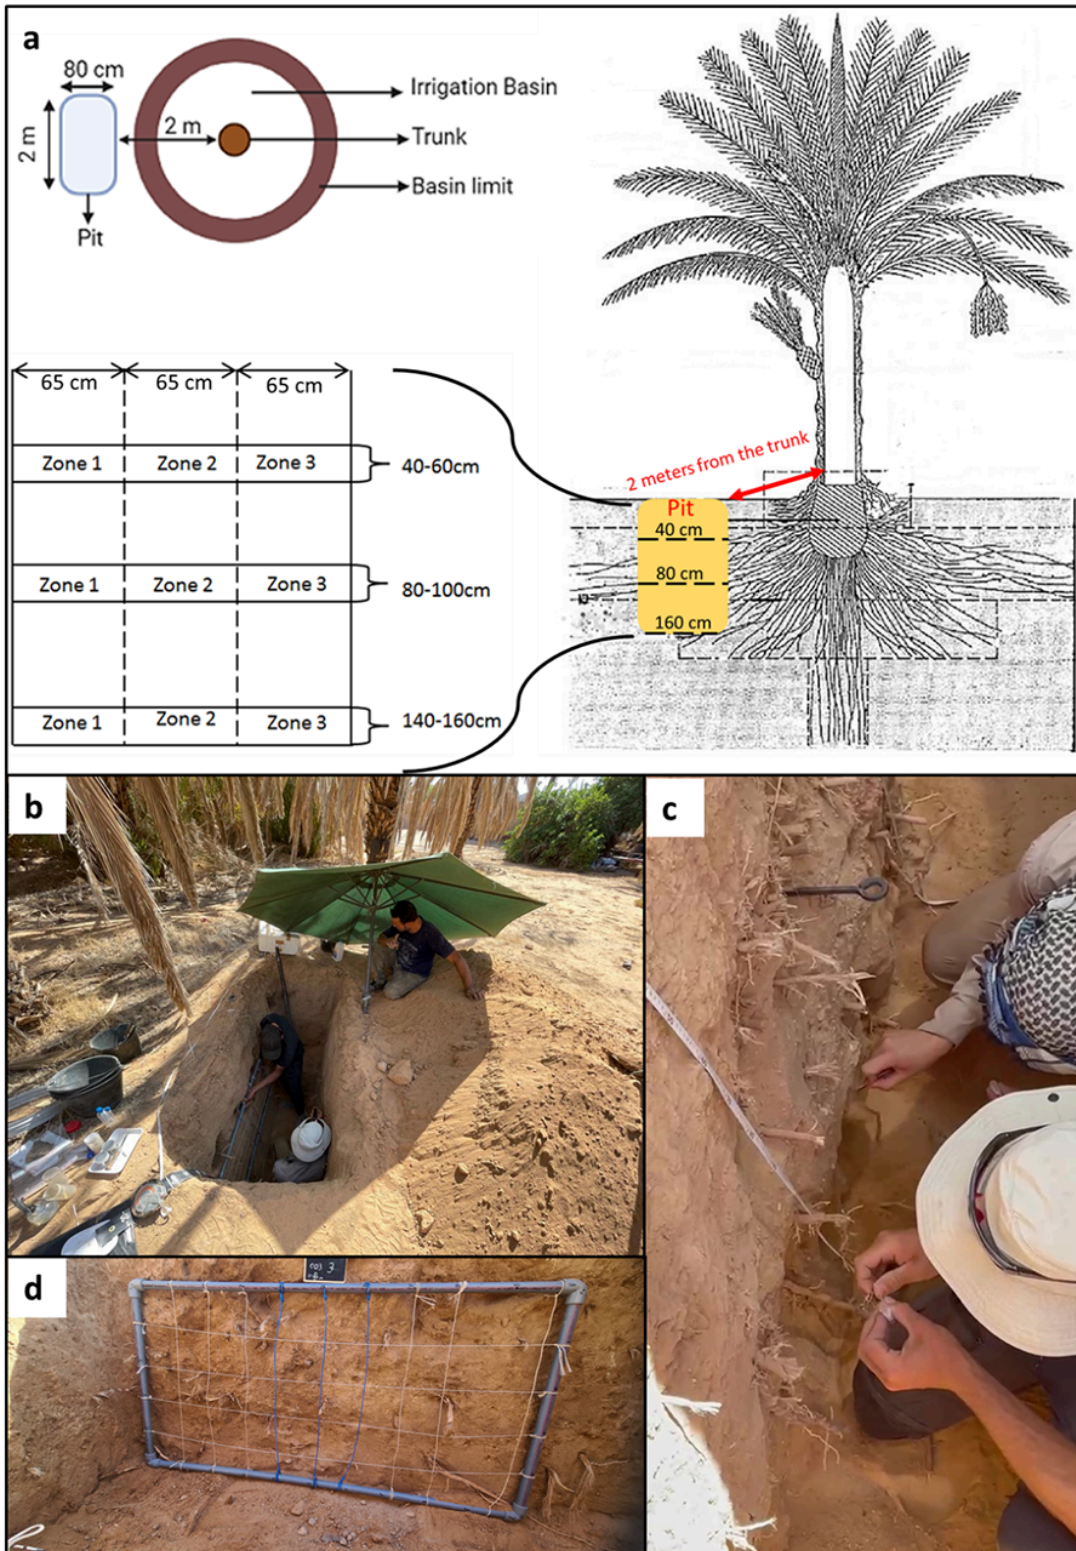 a
80 cm
2 m
2 m
Irrigation Basin
Trunk
Basin limit
Pit
65 cm
65 cm
65 cm
Zone 1
Zone 2
Zone 3
40-60cm
Zone 1
Zone 2
Zone 3
80-100cm
Zone 1
Zone 2
Zone 3
140-160cm
2 meters from the trunk
Pit
40 cm
80 cm
160 cm
b
c
d